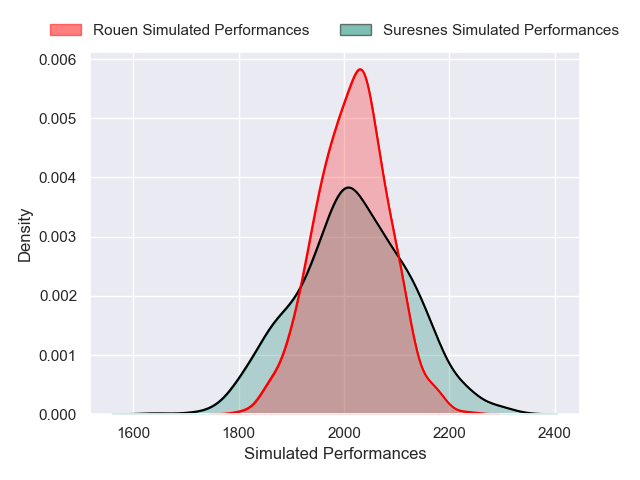 Rouen Simulated Performances Suresnes Simulated Performances
0.006
0.005
0.004
0.003
0.002
0.001
0.000
Density
1600 1800 2000 2200 2400
Simulated Performances